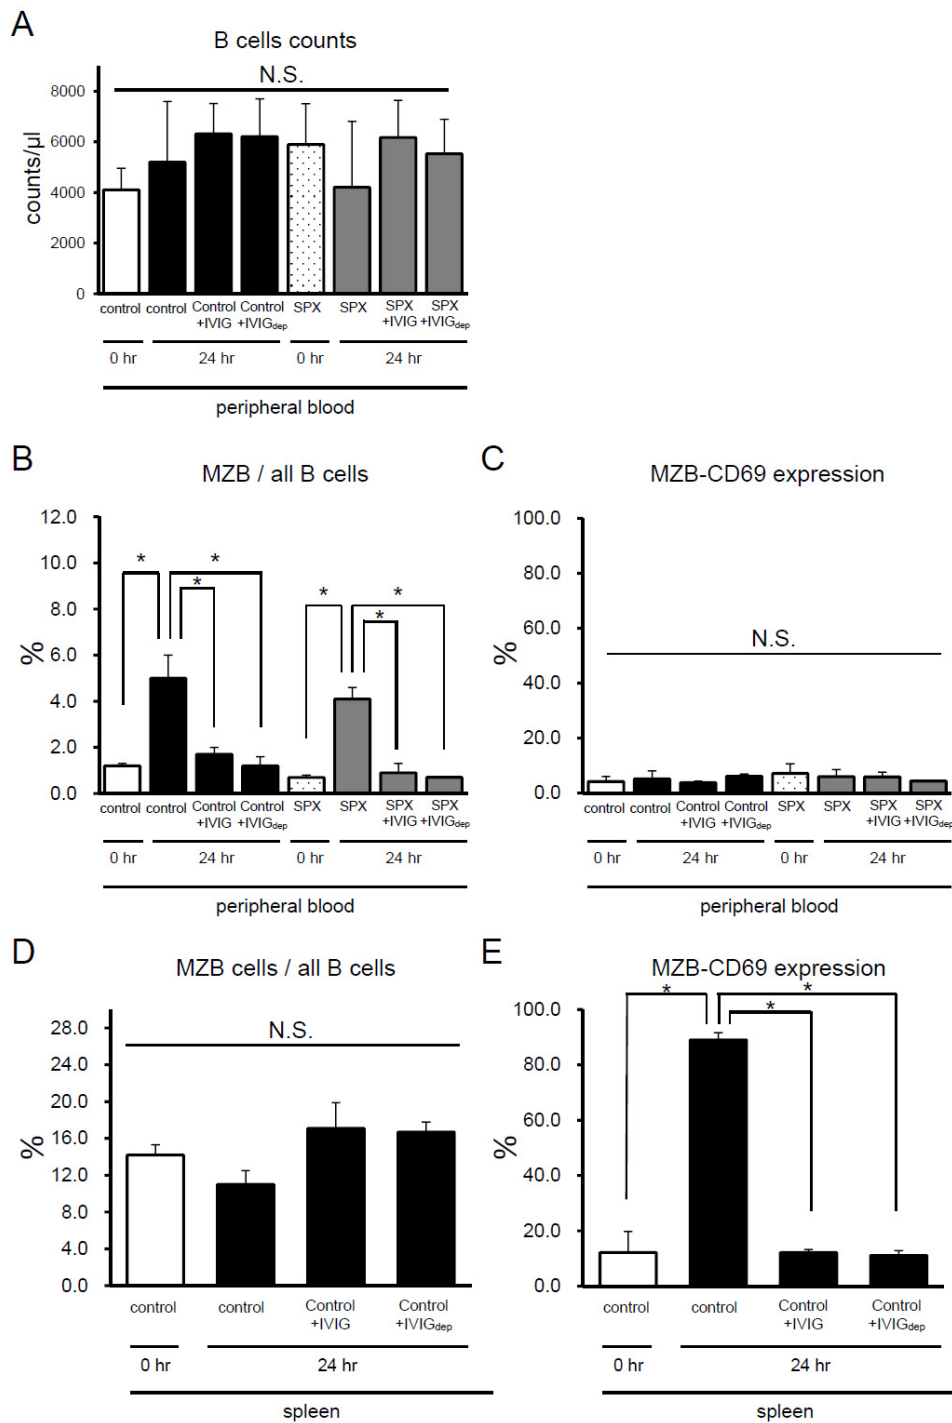 A
B cells counts
N.S.
8000
6000
4000
2000
0
counts/µl
control control Control Control SPX SPX SPX SPX
+IVIG +IVIGdep +IVIG +IVIGdep
0 hr 24 hr 0 hr 24 hr
peripheral blood
B
MZB / all B cells
12.0
10.0
8.0
6.0
4.0
2.0
0.0
%
* * *
* * *
control control Control Control SPX SPX SPX SPX
+IVIG +IVIGdep +IVIG +IVIGdep
0 hr 24 hr 0 hr 24 hr
peripheral blood
C
MZB-CD69 expression
100.0
80.0
60.0
40.0
20.0
0.0
%
N.S.
control control Control Control SPX SPX SPX SPX
+IVIG +IVIGdep +IVIG +IVIGdep
0 hr 24 hr 0 hr 24 hr
peripheral blood
D
MZB cells / all B cells
28.0
24.0
20.0
16.0
12.0
8.0
4.0
0.0
%
N.S.
control control Control Control
+IVIG +IVIGdep
0 hr 24 hr
spleen
E
MZB-CD69 expression
100.0
80.0
60.0
40.0
20.0
0.0
%
* * *
control control Control Control
+IVIG +IVIGdep
0 hr 24 hr
spleen